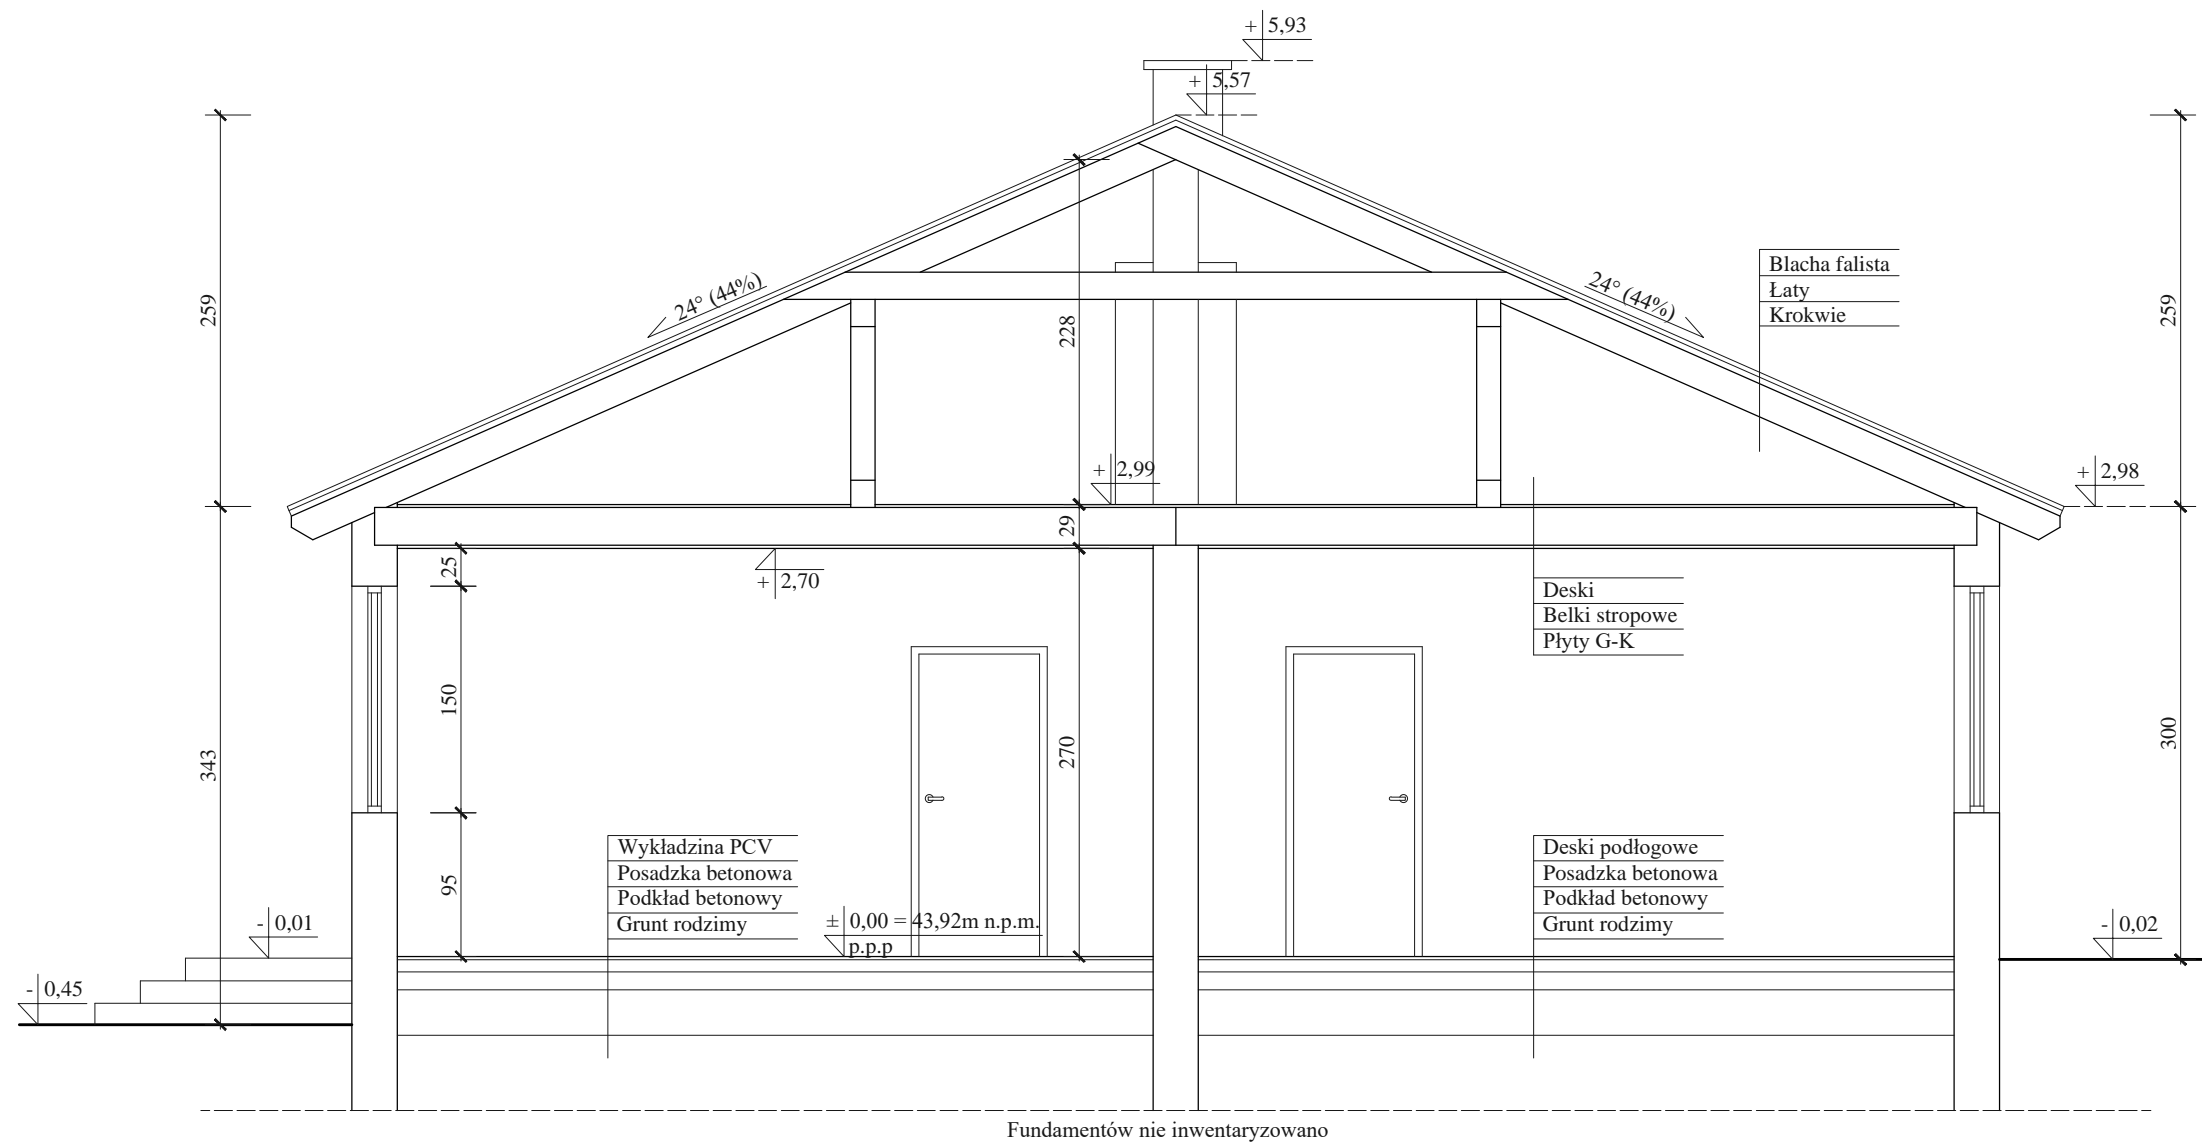 + 5,93
+ 5,57
259
24° (44%)
228
24° (44%)
Blacha falista
Łaty
Krokwie
259
+ 2,99
+ 2,98
29
25
+ 2,70
Deski
Belki stropowe
Płyty G-K
150
343
270
300
95
Wykładzina PCV
Posadzka betonowa
Podkład betonowy
Grunt rodzimy
± 0,00 = 43,92m n.p.m.
p.p.p
Deski podłogowe
Posadzka betonowa
Podkład betonowy
Grunt rodzimy
- 0,01
- 0,02
- 0,45
Fundamentów nie inwentaryzowano